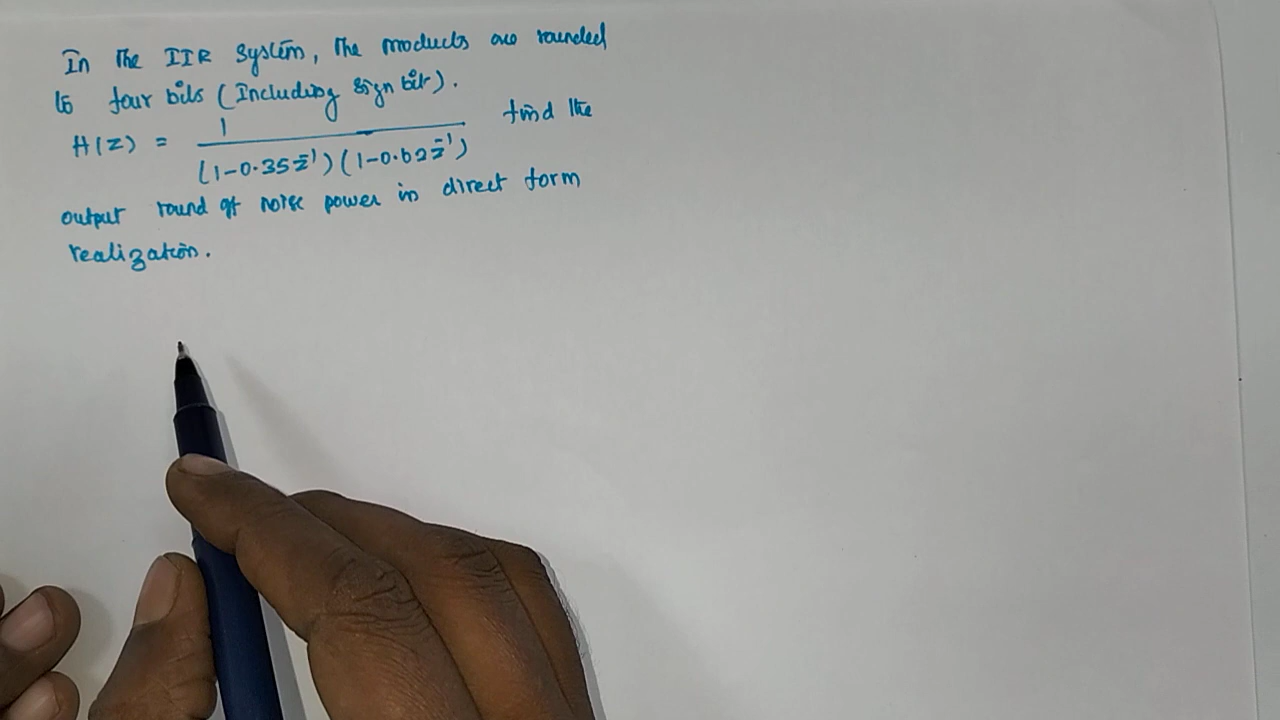 In the IIR system, the products are rounded
to four bits (Including sign bit).
H(z) = 1 / (1-0.35z⁻¹)(1-0.62z⁻¹) find the
output round off noise power in direct form
realization.